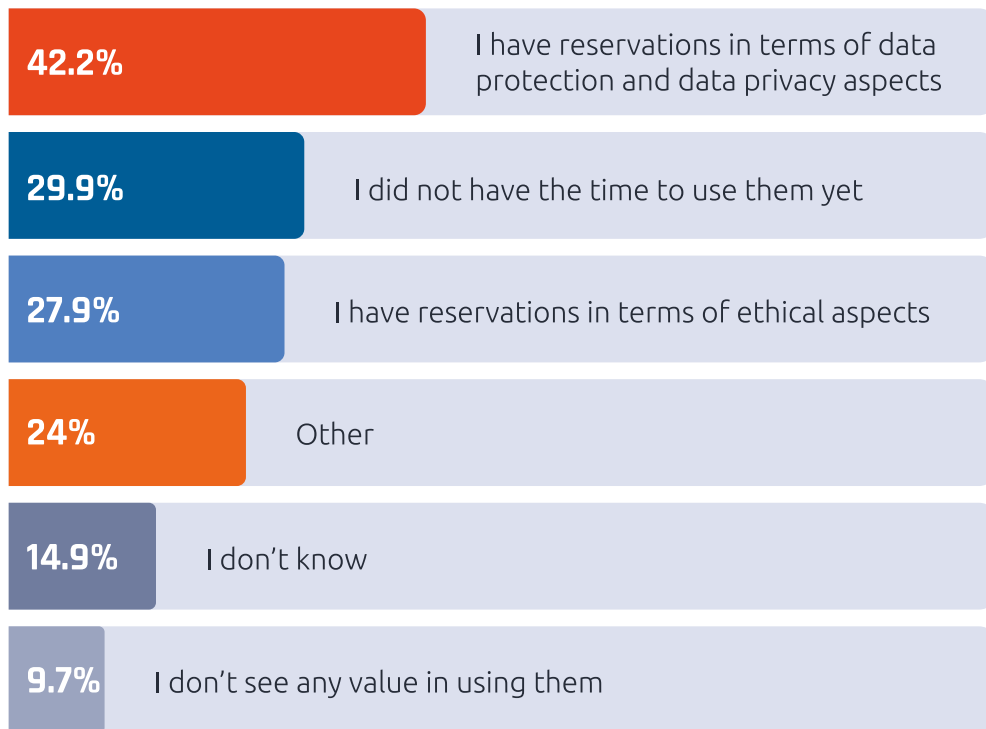 42.2%
I have reservations in terms of data
protection and data privacy aspects
29.9%
I did not have the time to use them yet
27.9%
I have reservations in terms of ethical aspects
24%
Other
14.9%
I don’t know
9.7%
I don’t see any value in using them